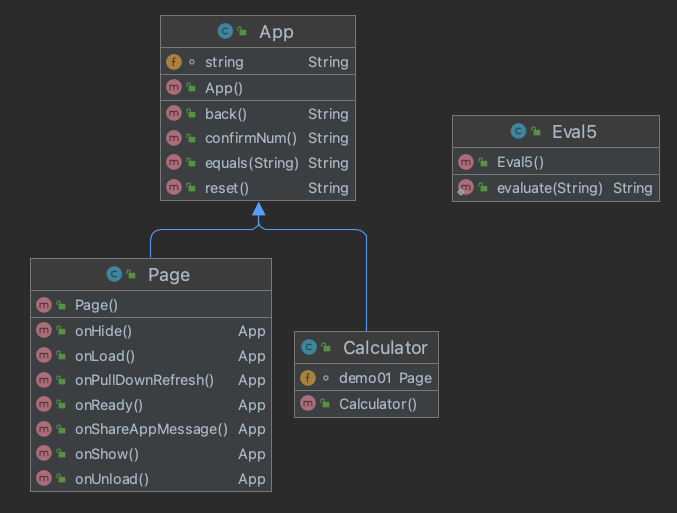 App
string String
App()
back() String
confirmNum() String
equals(String) String
reset() String
Eval5
Eval5()
evaluate(String) String
Page
Page()
onHide() App
onLoad() App
onPullDownRefresh() App
onReady() App
onShareAppMessage() App
onShow() App
onUnload() App
Calculator
demo01 Page
Calculator()